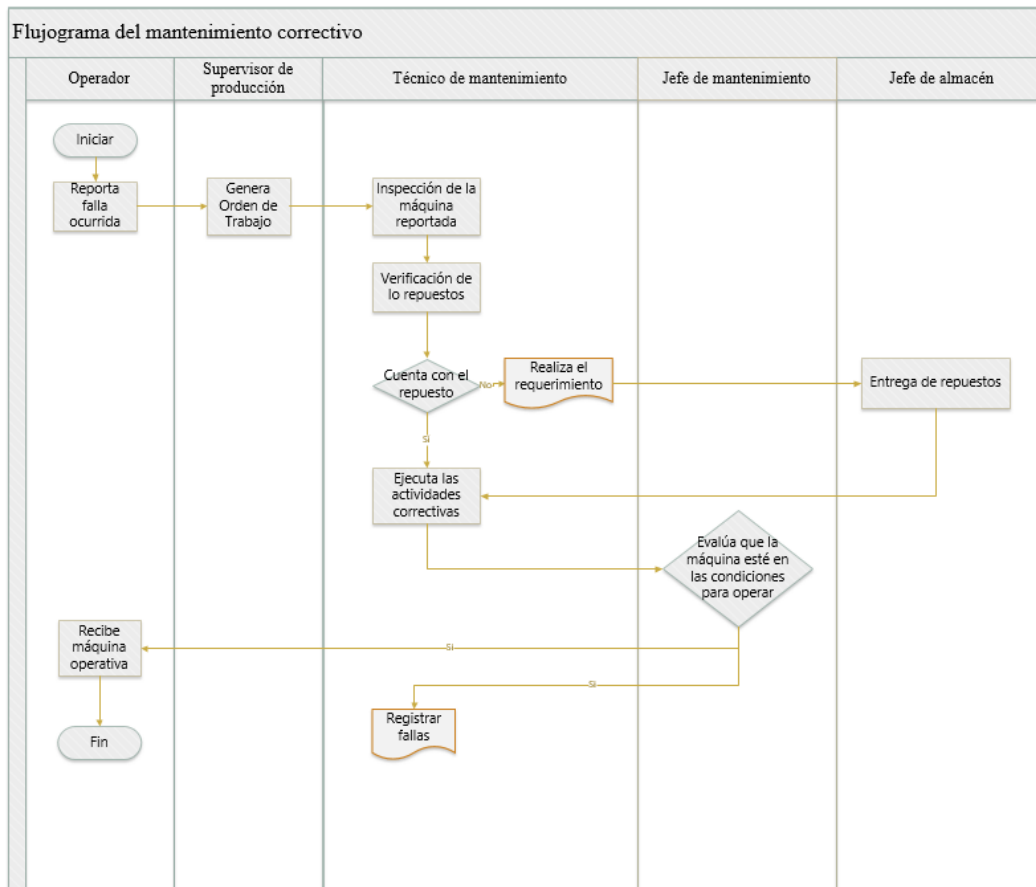 Flujograma del mantenimiento correctivo
Operador
Supervisor de
producción
Técnico de mantenimiento
Jefe de mantenimiento
Jefe de almacén
Iniciar
Reporta
falla
ocurrida
Genera
Orden de
Trabajo
Inspección de la
máquina
reportada
Verificación de
lo repuestos
Cuenta con el
repuesto
No
Realiza el
requerimiento
Entrega de repuestos
Si
Ejecuta las
actividades
correctivas
Evalúa que la
máquina esté en
las condiciones
para operar
Recibe
máquina
operativa
Si
Si
Registrar
fallas
Fin